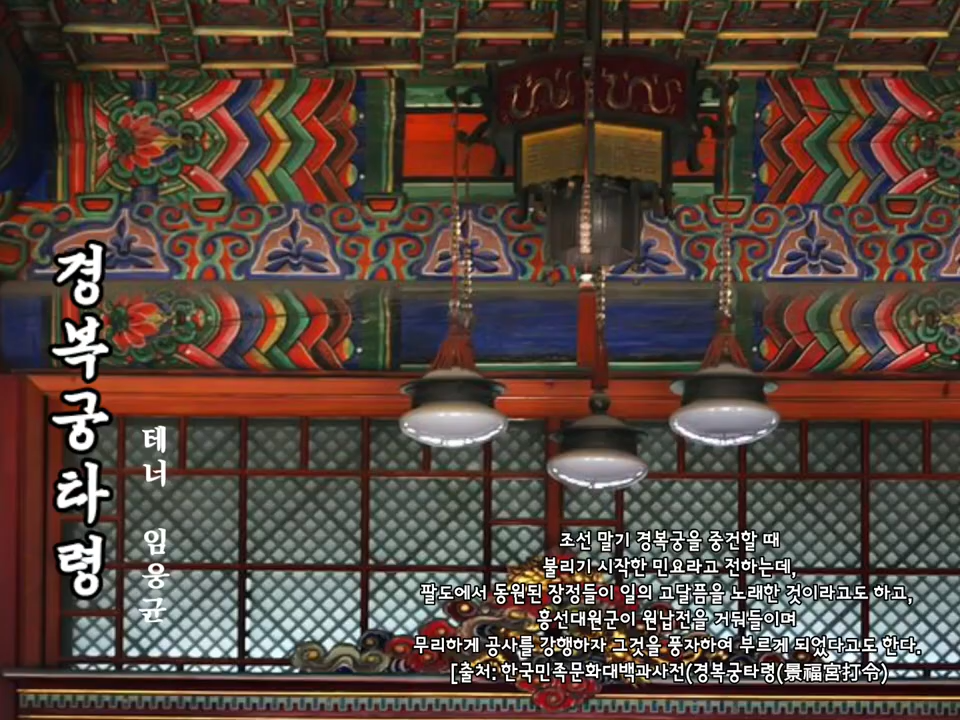 경복궁타령
테너 임웅균
조선 말기 경복궁을 중건할 때
불리기 시작한 민요라고 전하는데,
팔도에서 동원된 장정들이 일의 고달픔을 노래한 것이라고도 하고,
흥선대원군이 원납전을 거둬들이며
무리하게 공사를 강행하자 그것을 풍자하여 부르게 되었다고도 한다.
[출처: 한국민족문화대백과사전(경복궁타령(景福宮打令)